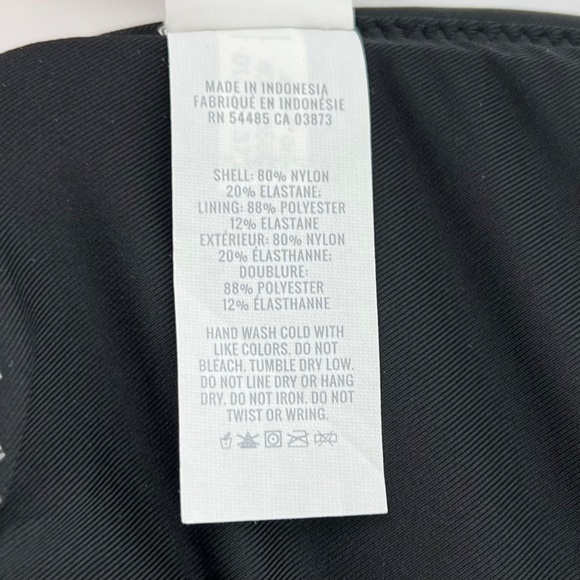 MADE IN INDONESIA
FABRIQUÉ EN INDONÉSIE
RN 54485 CA 03873
SHELL: 80% NYLON
20% ELASTANE;
LINING: 88% POLYESTER
12% ELASTANE
EXTÉRIEUR: 80% NYLON
20% ÉLASTHANNE;
DOUBLURE:
88% POLYESTER
12% ÉLASTHANNE
HAND WASH COLD WITH
LIKE COLORS. DO NOT
BLEACH. TUMBLE DRY LOW.
DO NOT LINE DRY OR HANG
DRY. DO NOT IRON. DO NOT
TWIST OR WRING.